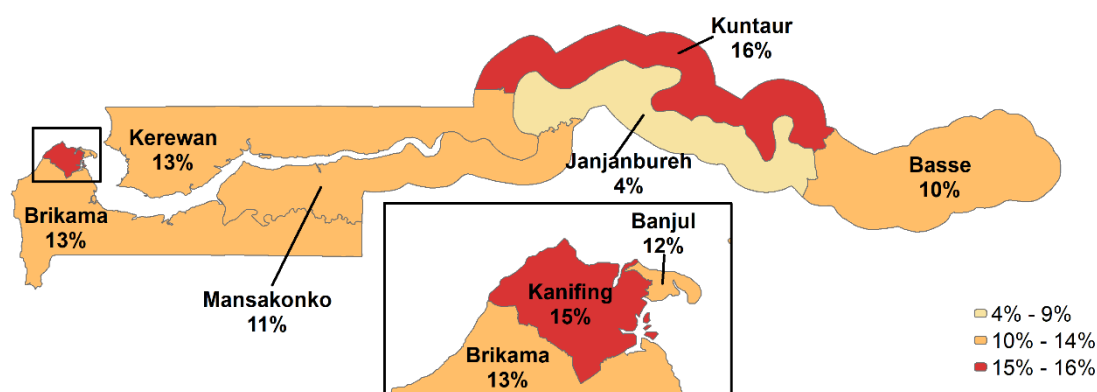 Kuntaur
16%
Kerewan
13%
Janjanbureh
4%
Basse
10%
Brikama
13%
Mansakonko
11%
Banjul
12%
Kanifing
15%
Brikama
13%
4% - 9%
10% - 14%
15% - 16%